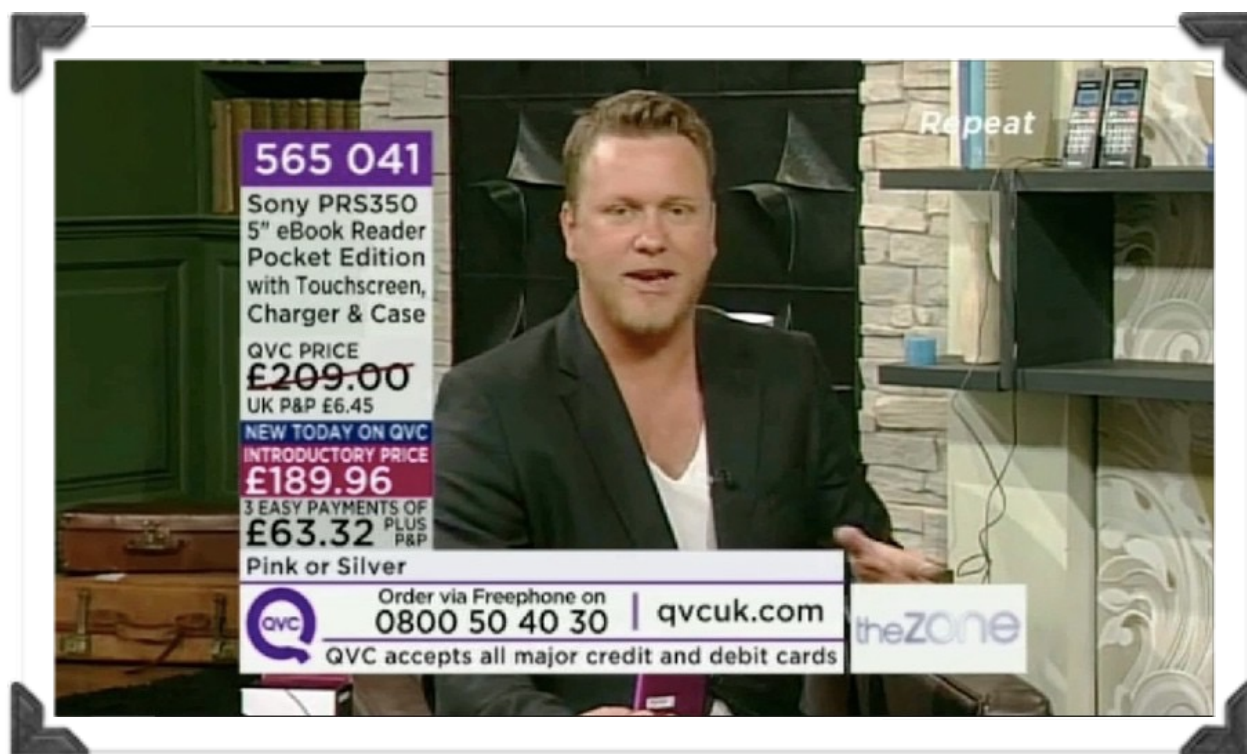 Repeat
565 041
Sony PRS350
5" eBook Reader
Pocket Edition
with Touchscreen,
Charger & Case
QVC PRICE
£209.00
UK P&P £6.45
NEW TODAY ON QVC
INTRODUCTORY PRICE
£189.96
3 EASY PAYMENTS OF
£63.32 PLUS P&P
Pink or Silver
QVC
Order via Freephone on
0800 50 40 30
qvcuk.com
QVC accepts all major credit and debit cards
theZone